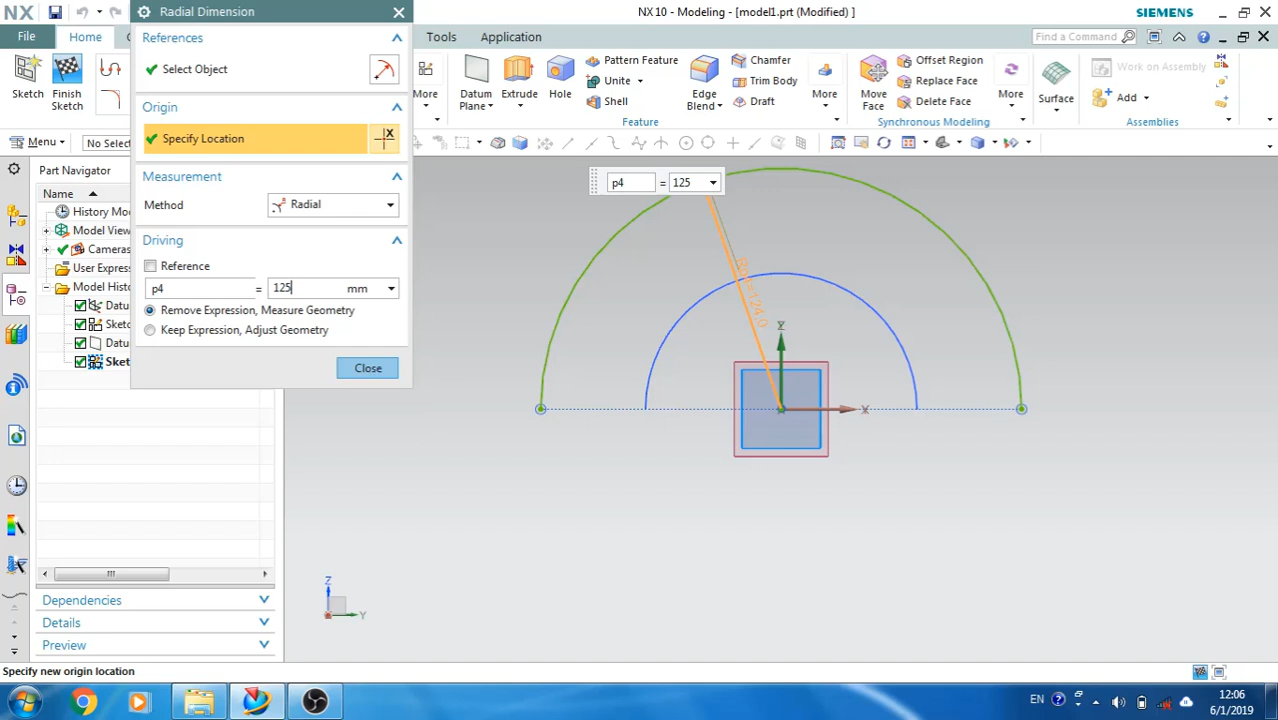 NX
Radial Dimension
NX 10 - Modeling - [model1.prt (Modified) ]
SIEMENS
File
Home
Tools
Application
Find a Command
References
Select Object
Origin
Specify Location
X
Measurement
Method
Radial
Driving
Reference
p4
=
125
mm
Remove Expression, Measure Geometry
Keep Expression, Adjust Geometry
Close
Sketch
Finish
Sketch
More
Datum
Plane
Extrude
Hole
Pattern Feature
Unite
Shell
Edge
Blend
Chamfer
Trim Body
Draft
More
Feature
Move
Face
Offset Region
Replace Face
Delete Face
More
Synchronous Modeling
Surface
Work on Assembly
Add
Assemblies
Menu
No Selec
Part Navigator
Name
History Mo
Model View
Cameras
User Expres
Model Histo
Datu
Sketc
Datu
Sket
Dependencies
Details
Preview
p4
=
125
X
Z
Y
Specify new origin location
EN
12:06
6/1/2019